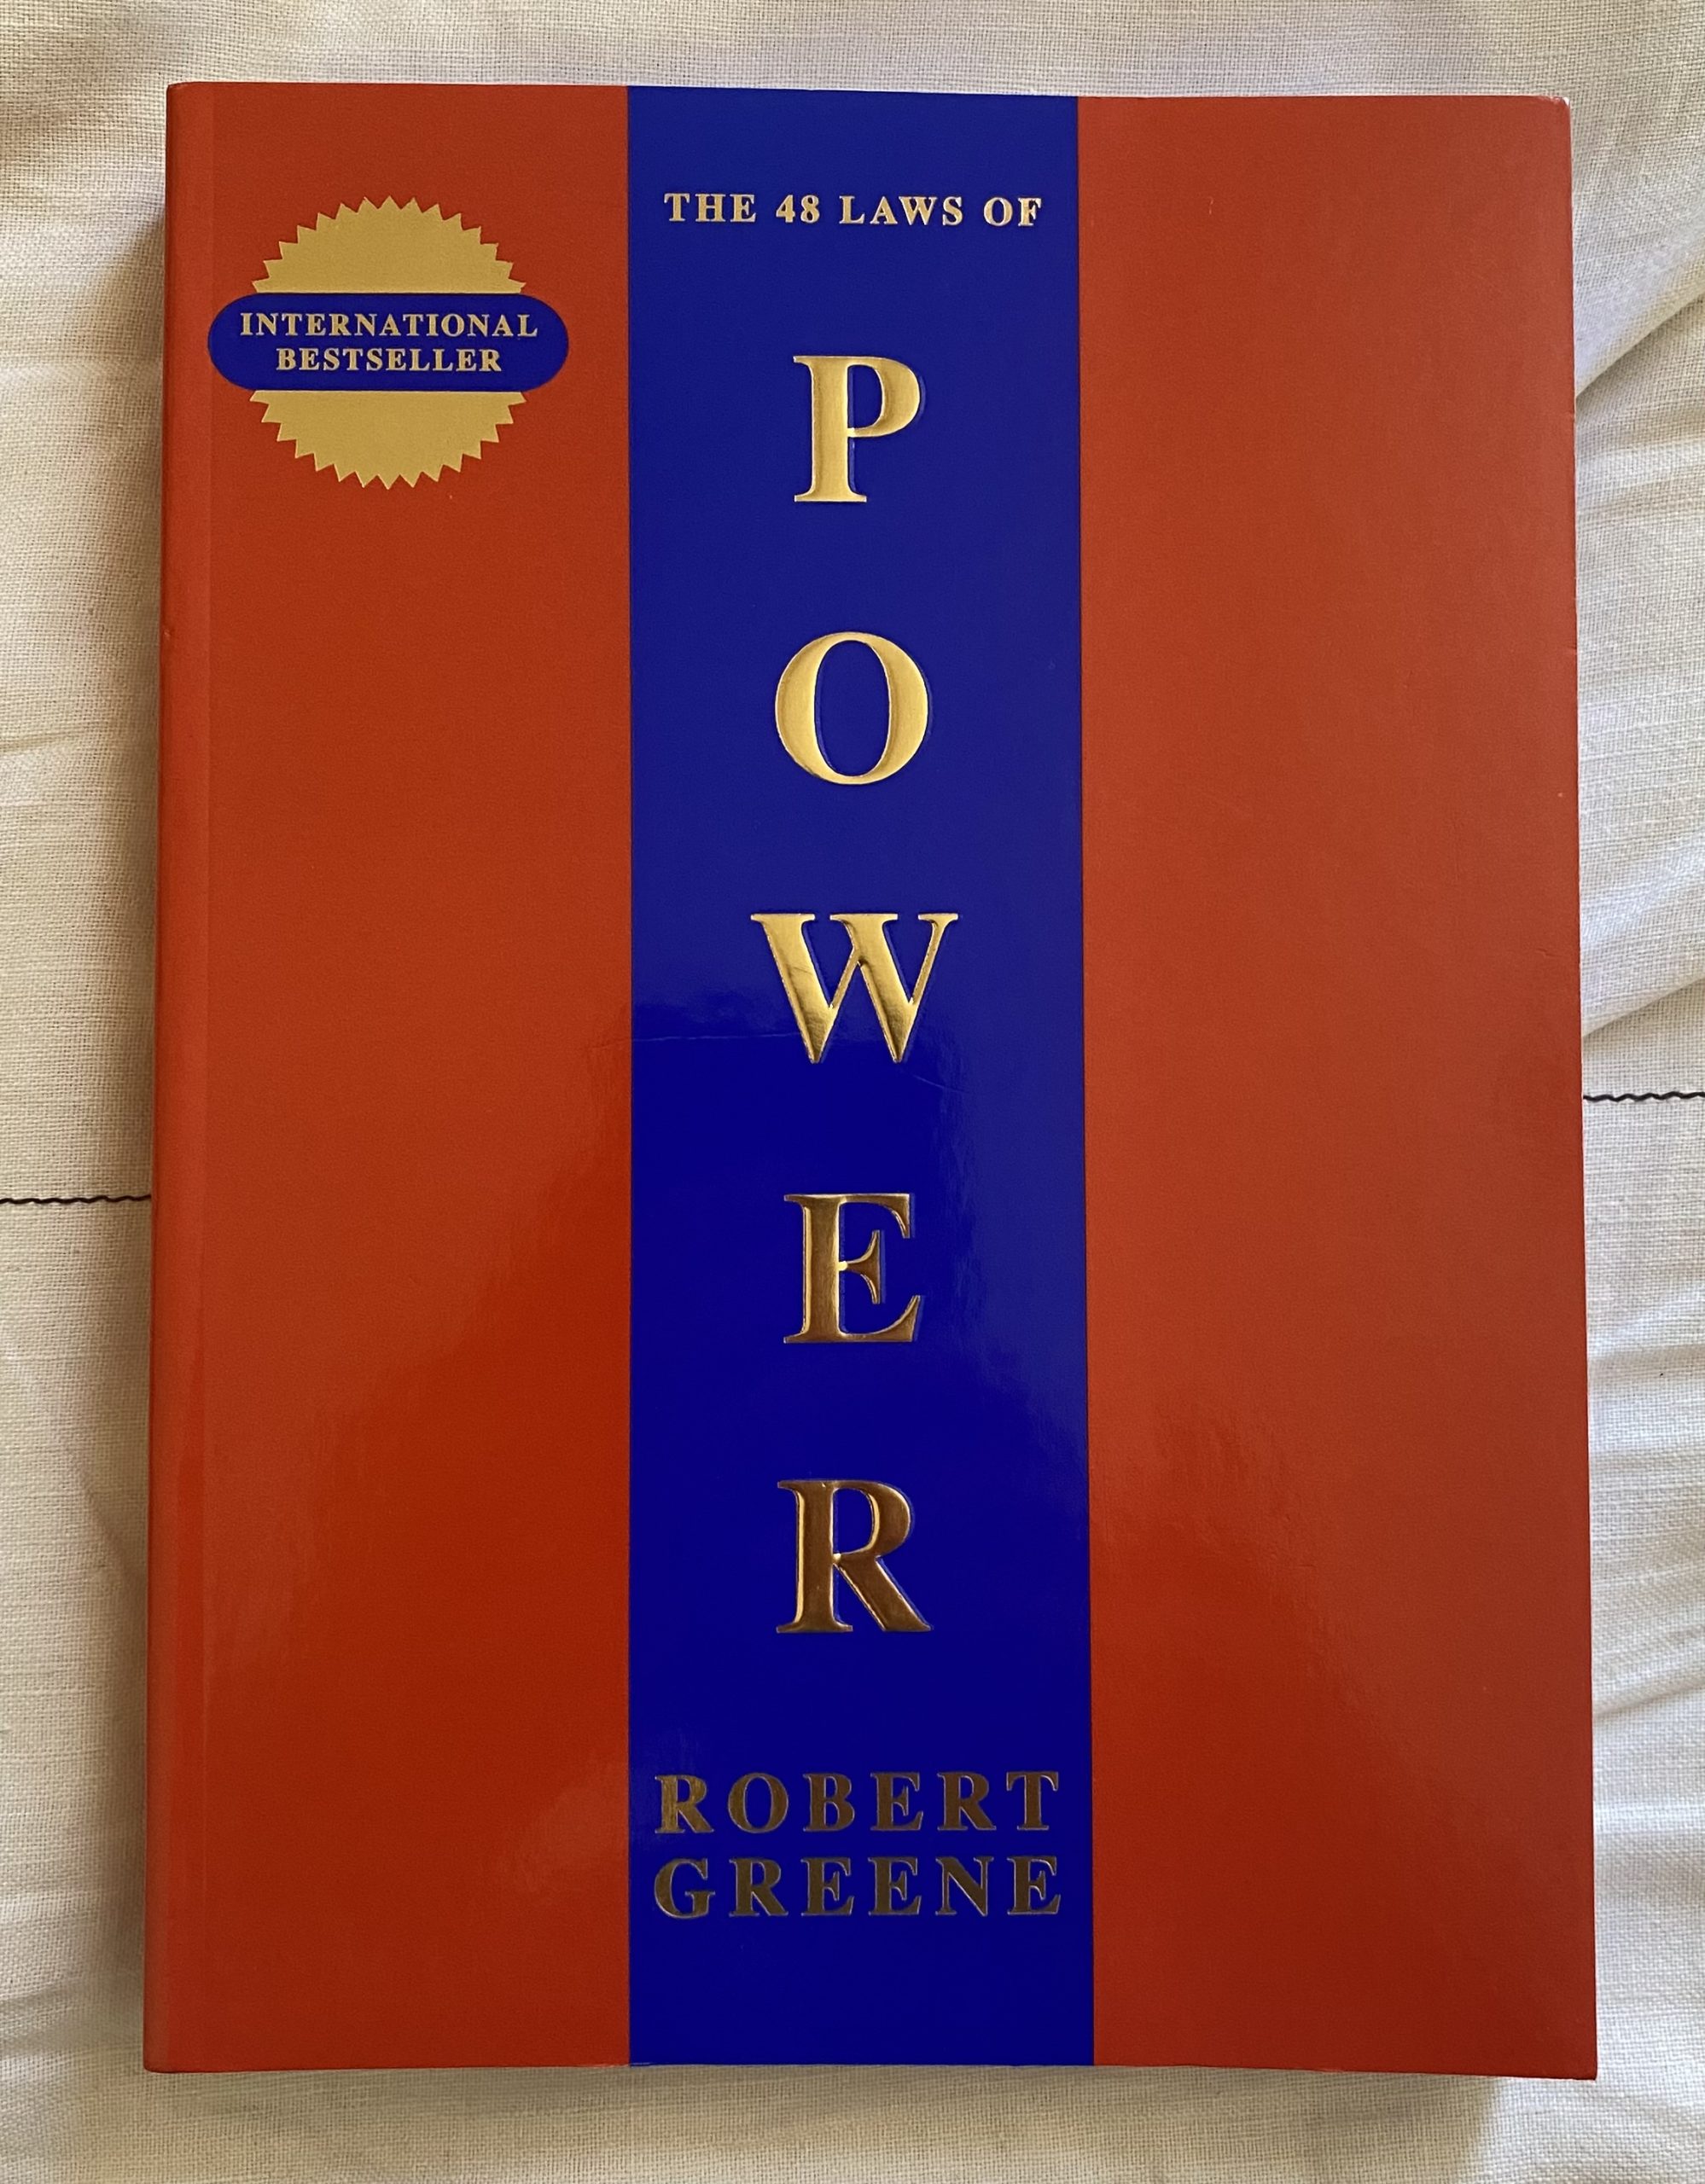 THE 48 LAWS OF
INTERNATIONAL
BESTSELLER
P
O
W
E
R
ROBERT
GREENE